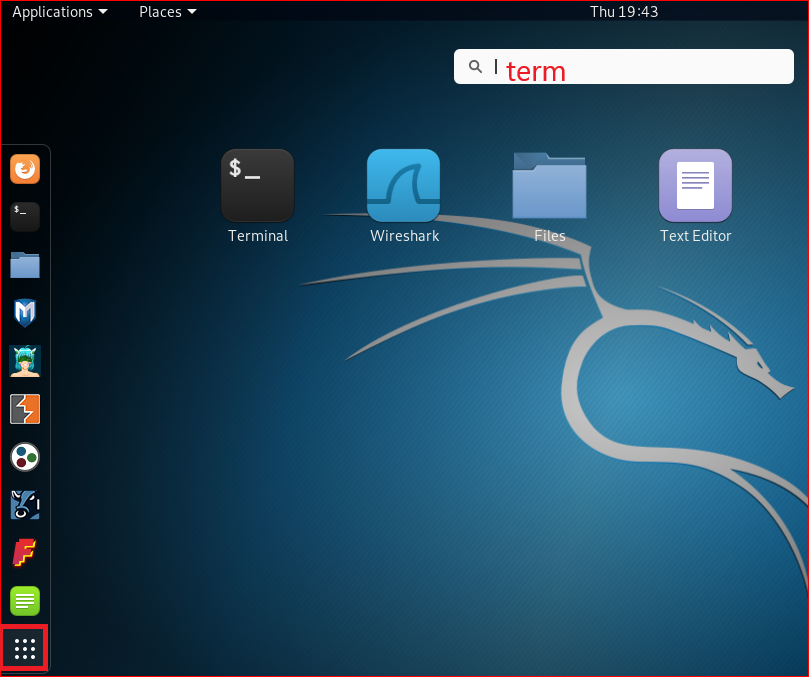 Applications Places Thu 19:43
term
$_
Terminal Wireshark Files Text Editor
$_
M
F